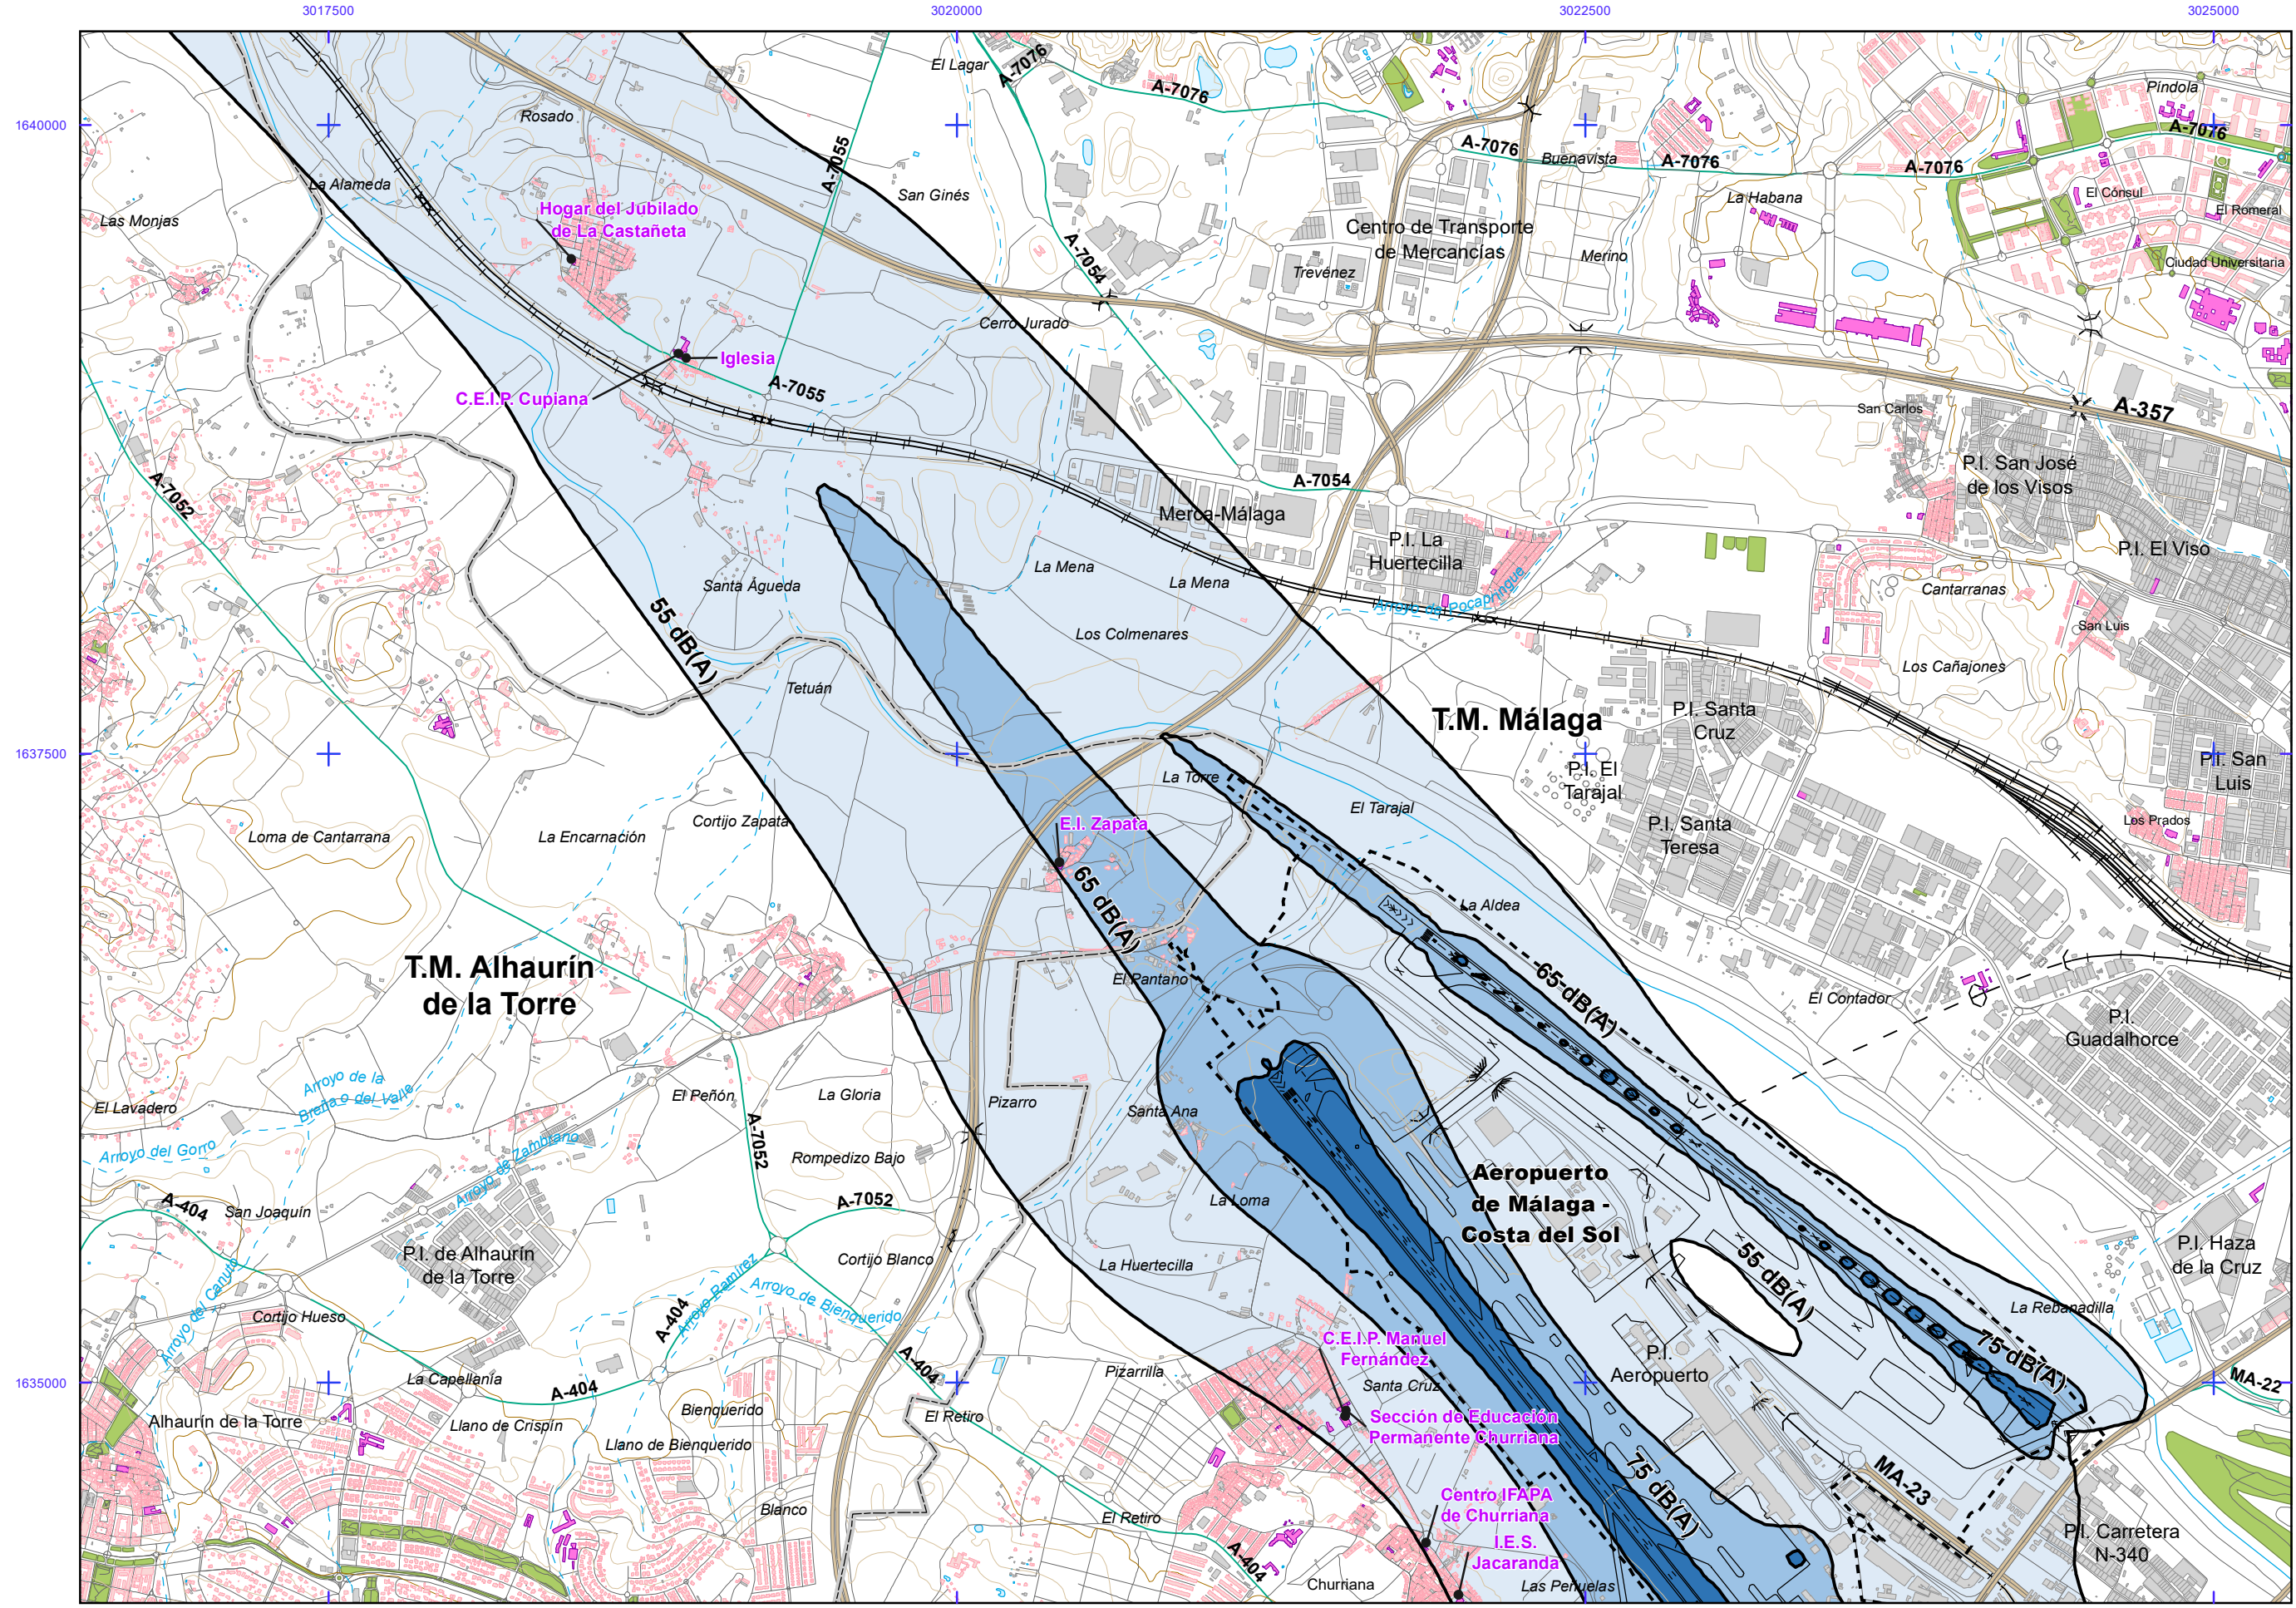 3017500
3020000
3022500
3025000
1640000
1637500
1635000
El Lagar
A-7076
A-7076
A-7076
A-7076
A-7076
A-7076
Píndola
Rosado
La Alameda
Las Monjas
A-7055
San Ginés
Buenavista
La Habana
El Cónsul
El Romeral
Ciudad Universitaria
Hogar del Jubilado
de La Castañeta
Centro de Transporte
de Mercancías
Trevénez
Merino
A-7054
Cerro Jurado
Iglesia
C.E.I.P. Cupiana
A-7055
San Carlos
A-357
P.I. San José
de los Visos
A-7052
A-7054
Merca-Málaga
P.I. La
Huertecilla
P.I. El Viso
La Mena
La Mena
Santa Águeda
Arroyo de Pocapringue
Cantarranas
San Luis
55 dB(A)
Los Colmenares
Los Cañajones
Tetuán
T.M. Málaga
P.I. Santa
Cruz
P.I. El
Tarajal
P.I. San
Luis
La Torre
El Tarajal
Loma de Cantarrana
La Encarnación
Cortijo Zapata
E.I. Zapata
P.I. Santa
Teresa
Los Prados
65 dB(A)
La Aldea
T.M. Alhaurín
de la Torre
El Pantano
65 dB(A)
El Contador
P.I.
Guadalhorce
Arroyo de la
Breña o del Valle
El Lavadero
El Peñón
La Gloria
Pizarro
Santa Ana
Arroyo del Gorro
Arroyo de Zambrano
A-7052
Rompedizo Bajo
A-404
San Joaquín
A-7052
La Loma
Aeropuerto
de Málaga -
Costa del Sol
P.I. de Alhaurín
de la Torre
Cortijo Blanco
La Huertecilla
55 dB(A)
P.I. Haza
de la Cruz
Arroyo de Canuto
Cortijo Hueso
Arroyo Ramírez
A-404
Arroyo de Bienquerido
La Rebanadilla
C.E.I.P. Manuel
Fernández
P.I.
Aeropuerto
75 dB(A)
MA-22
La Capellanía
A-404
A-404
Pizarrilla
Santa Cruz
Alhaurín de la Torre
Llano de Crispín
Bienquerido
Llano de Bienquerido
El Retiro
Sección de Educación
Permanente Churriana
75 dB(A)
MA-23
Blanco
El Retiro
Centro IFAPA
de Churriana
I.E.S.
Jacaranda
A-404
Churriana
Las Peñuelas
P.I. Carretera
N-340